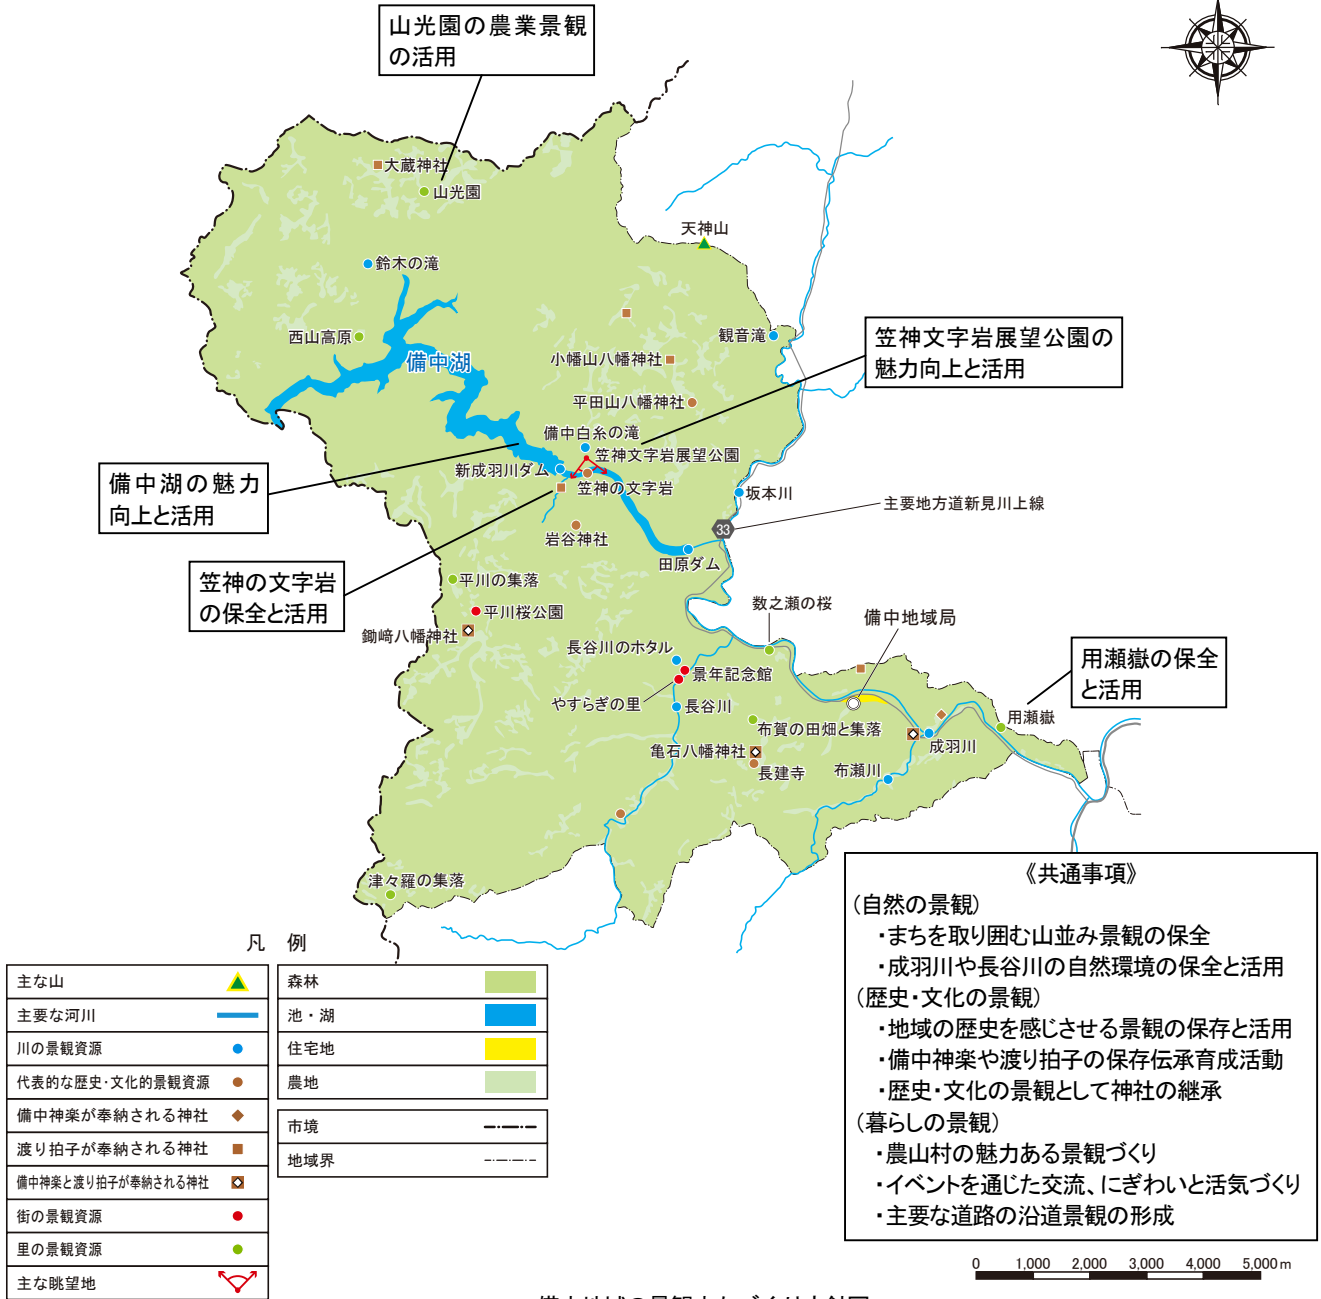 山光園の農業景観
の活用
大蔵神社
山光園
天神山
鈴木の滝
西山高原
備中湖
観音滝
小幡山八幡神社
平田山八幡神社
笠神文字岩展望公園の
魅力向上と活用
備中白糸の滝
笠神文字岩展望公園
新成羽川ダム
笠神の文字岩
備中湖の魅力
向上と活用
坂本川
33
主要地方道新見川上線
岩谷神社
田原ダム
笠神の文字岩
の保全と活用
平川の集落
平川桜公園
鋤﨑八幡神社
数之瀬の桜
備中地域局
長谷川のホタル
景年記念館
やすらぎの里
長谷川
用瀬嶽の保全
と活用
用瀬嶽
布賀の田畑と集落
成羽川
亀石八幡神社
長建寺
布瀬川
津々羅の集落
《共通事項》
(自然の景観)
・まちを取り囲む山並み景観の保全
・成羽川や長谷川の自然環境の保全と活用
(歴史・文化の景観)
・地域の歴史を感じさせる景観の保存と活用
・備中神楽や渡り拍子の保存伝承育成活動
・歴史・文化の景観として神社の継承
(暮らしの景観)
・農山村の魅力ある景観づくり
・イベントを通じた交流、にぎわいと活気づくり
・主要な道路の沿道景観の形成
凡 例
主な山
主要な河川
川の景観資源
代表的な歴史・文化的景観資源
備中神楽が奉納される神社
渡り拍子が奉納される神社
備中神楽と渡り拍子が奉納される神社
街の景観資源
里の景観資源
主な眺望地
森林
池・湖
住宅地
農地
市境
地域界
0 1,000 2,000 3,000 4,000 5,000m